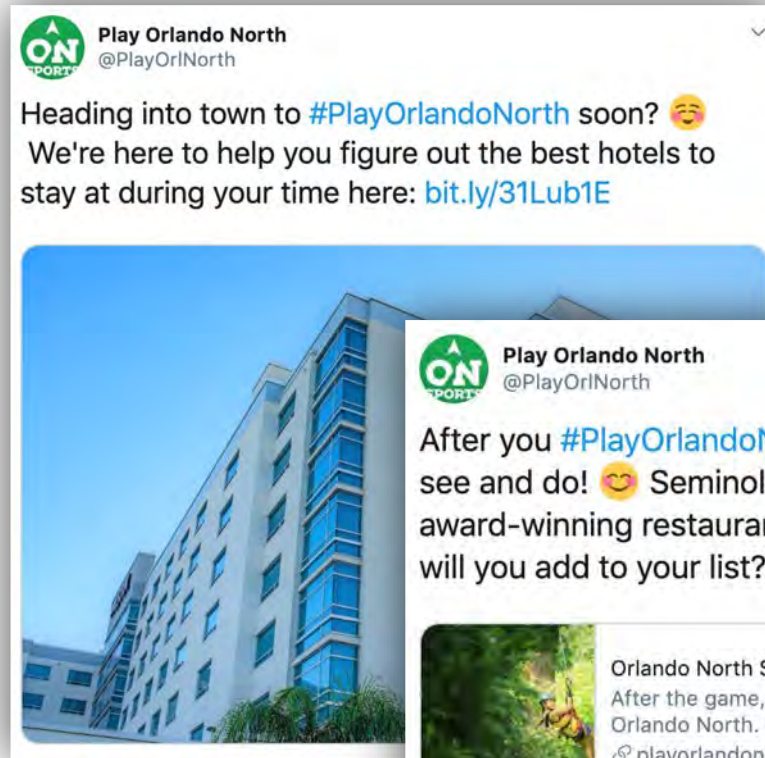 ON
SPORTS
Play Orlando North
@PlayOrlNorth
Heading into town to #PlayOrlandoNorth soon? ☺️
We're here to help you figure out the best hotels to
stay at during your time here: bit.ly/31Lub1E
ON
SPORTS
Play Orlando North
@PlayOrlNorth
After you
see and do! 😊
award-winning
will you add to your list?
Orlando North
After the game,
Orlando North.